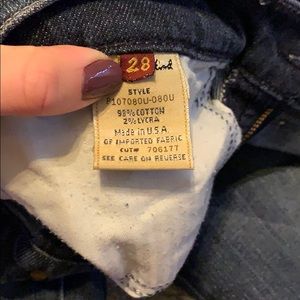 28
kind
STYLE
P107080U-080U
98% COTTON
2% LYCRA
Made in U.S.A
OF IMPORTED FABRIC
CUT# 706177
SEE CARE ON REVERSE